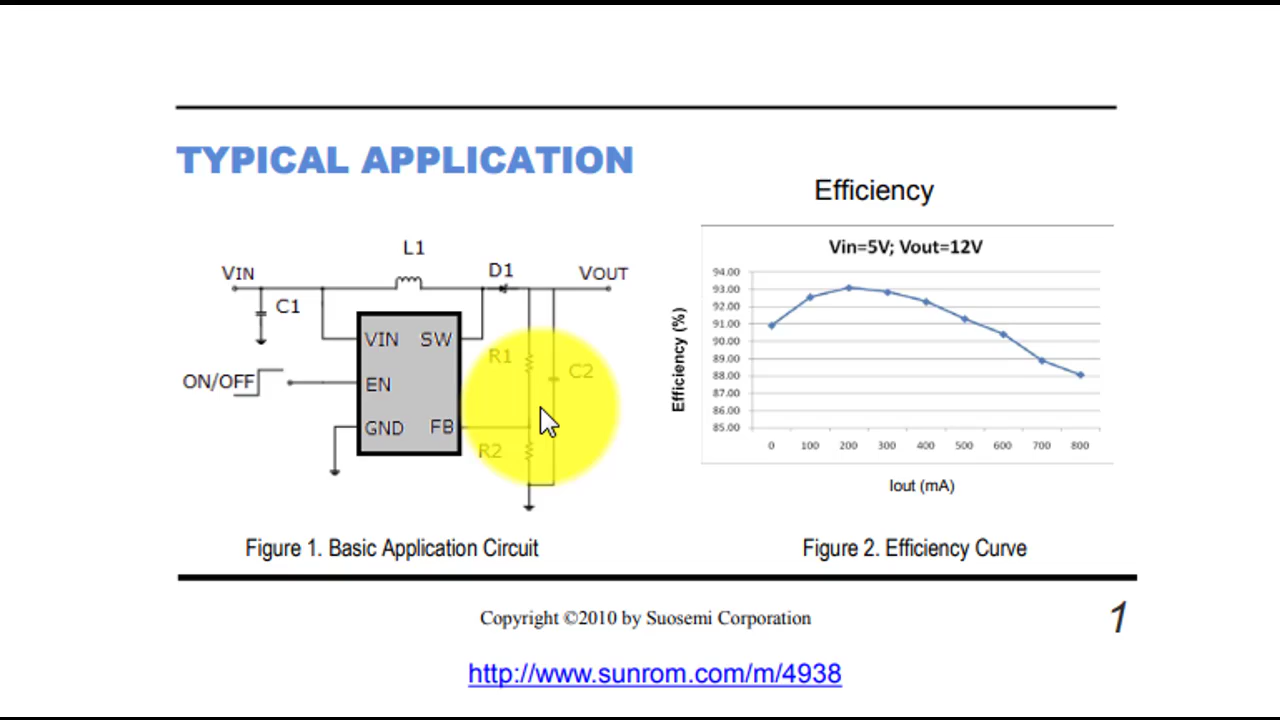 TYPICAL APPLICATION
L1
D1
VIN
VOUT
C1
VIN
SW
R1
C2
ON/OFF
EN
GND
FB
R2
Figure 1. Basic Application Circuit
Efficiency
Vin=5V; Vout=12V
Efficiency (%)
94.00
93.00
92.00
91.00
90.00
89.00
88.00
87.00
86.00
85.00
0 100 200 300 400 500 600 700 800
Iout (mA)
Figure 2. Efficiency Curve
Copyright ©2010 by Suosemi Corporation
1
http://www.sunrom.com/m/4938